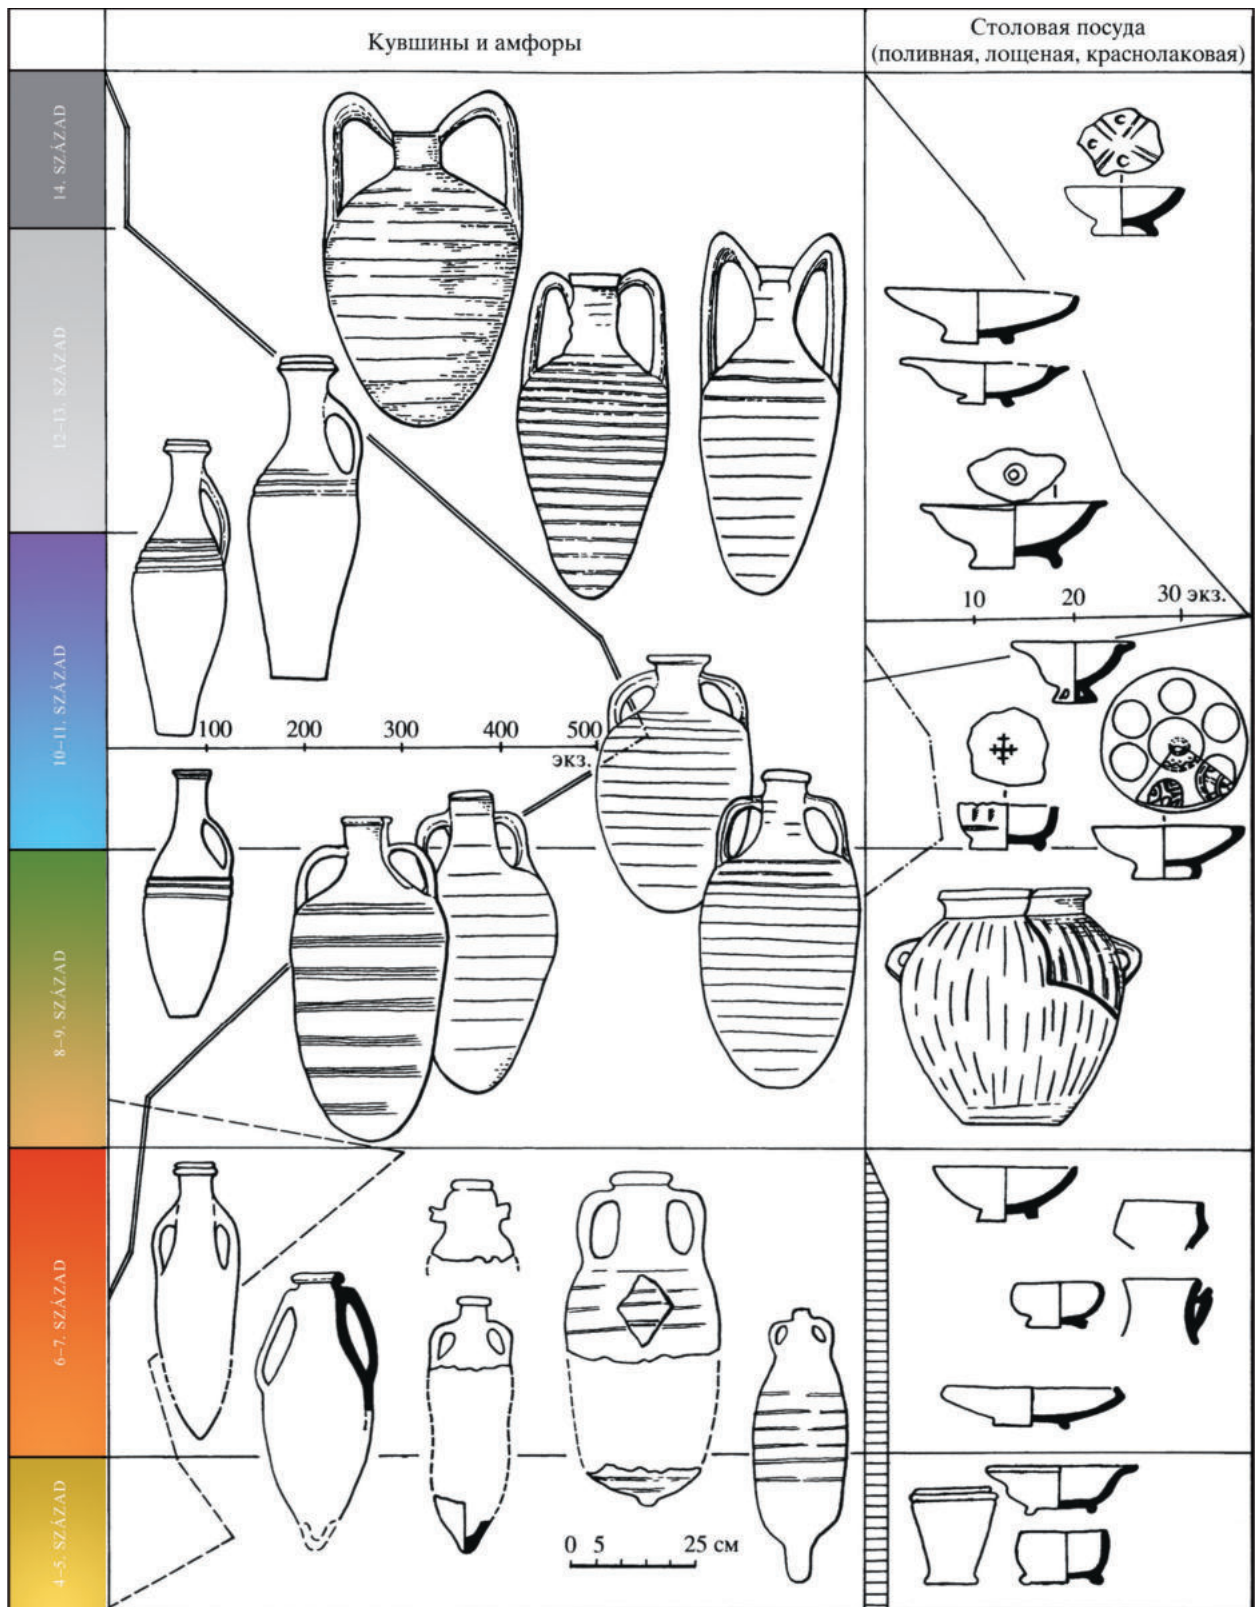 Кувшины и амфоры
Столовая посуда
(поливная, лощеная, краснолаковая)
14. SZÁZAD
12–13. SZÁZAD
10–11. SZÁZAD
8–9. SZÁZAD
6–7. SZÁZAD
4–5. SZÁZAD
100 200 300 400 500
экз.
10 20 30 экз.
0 5 25 см